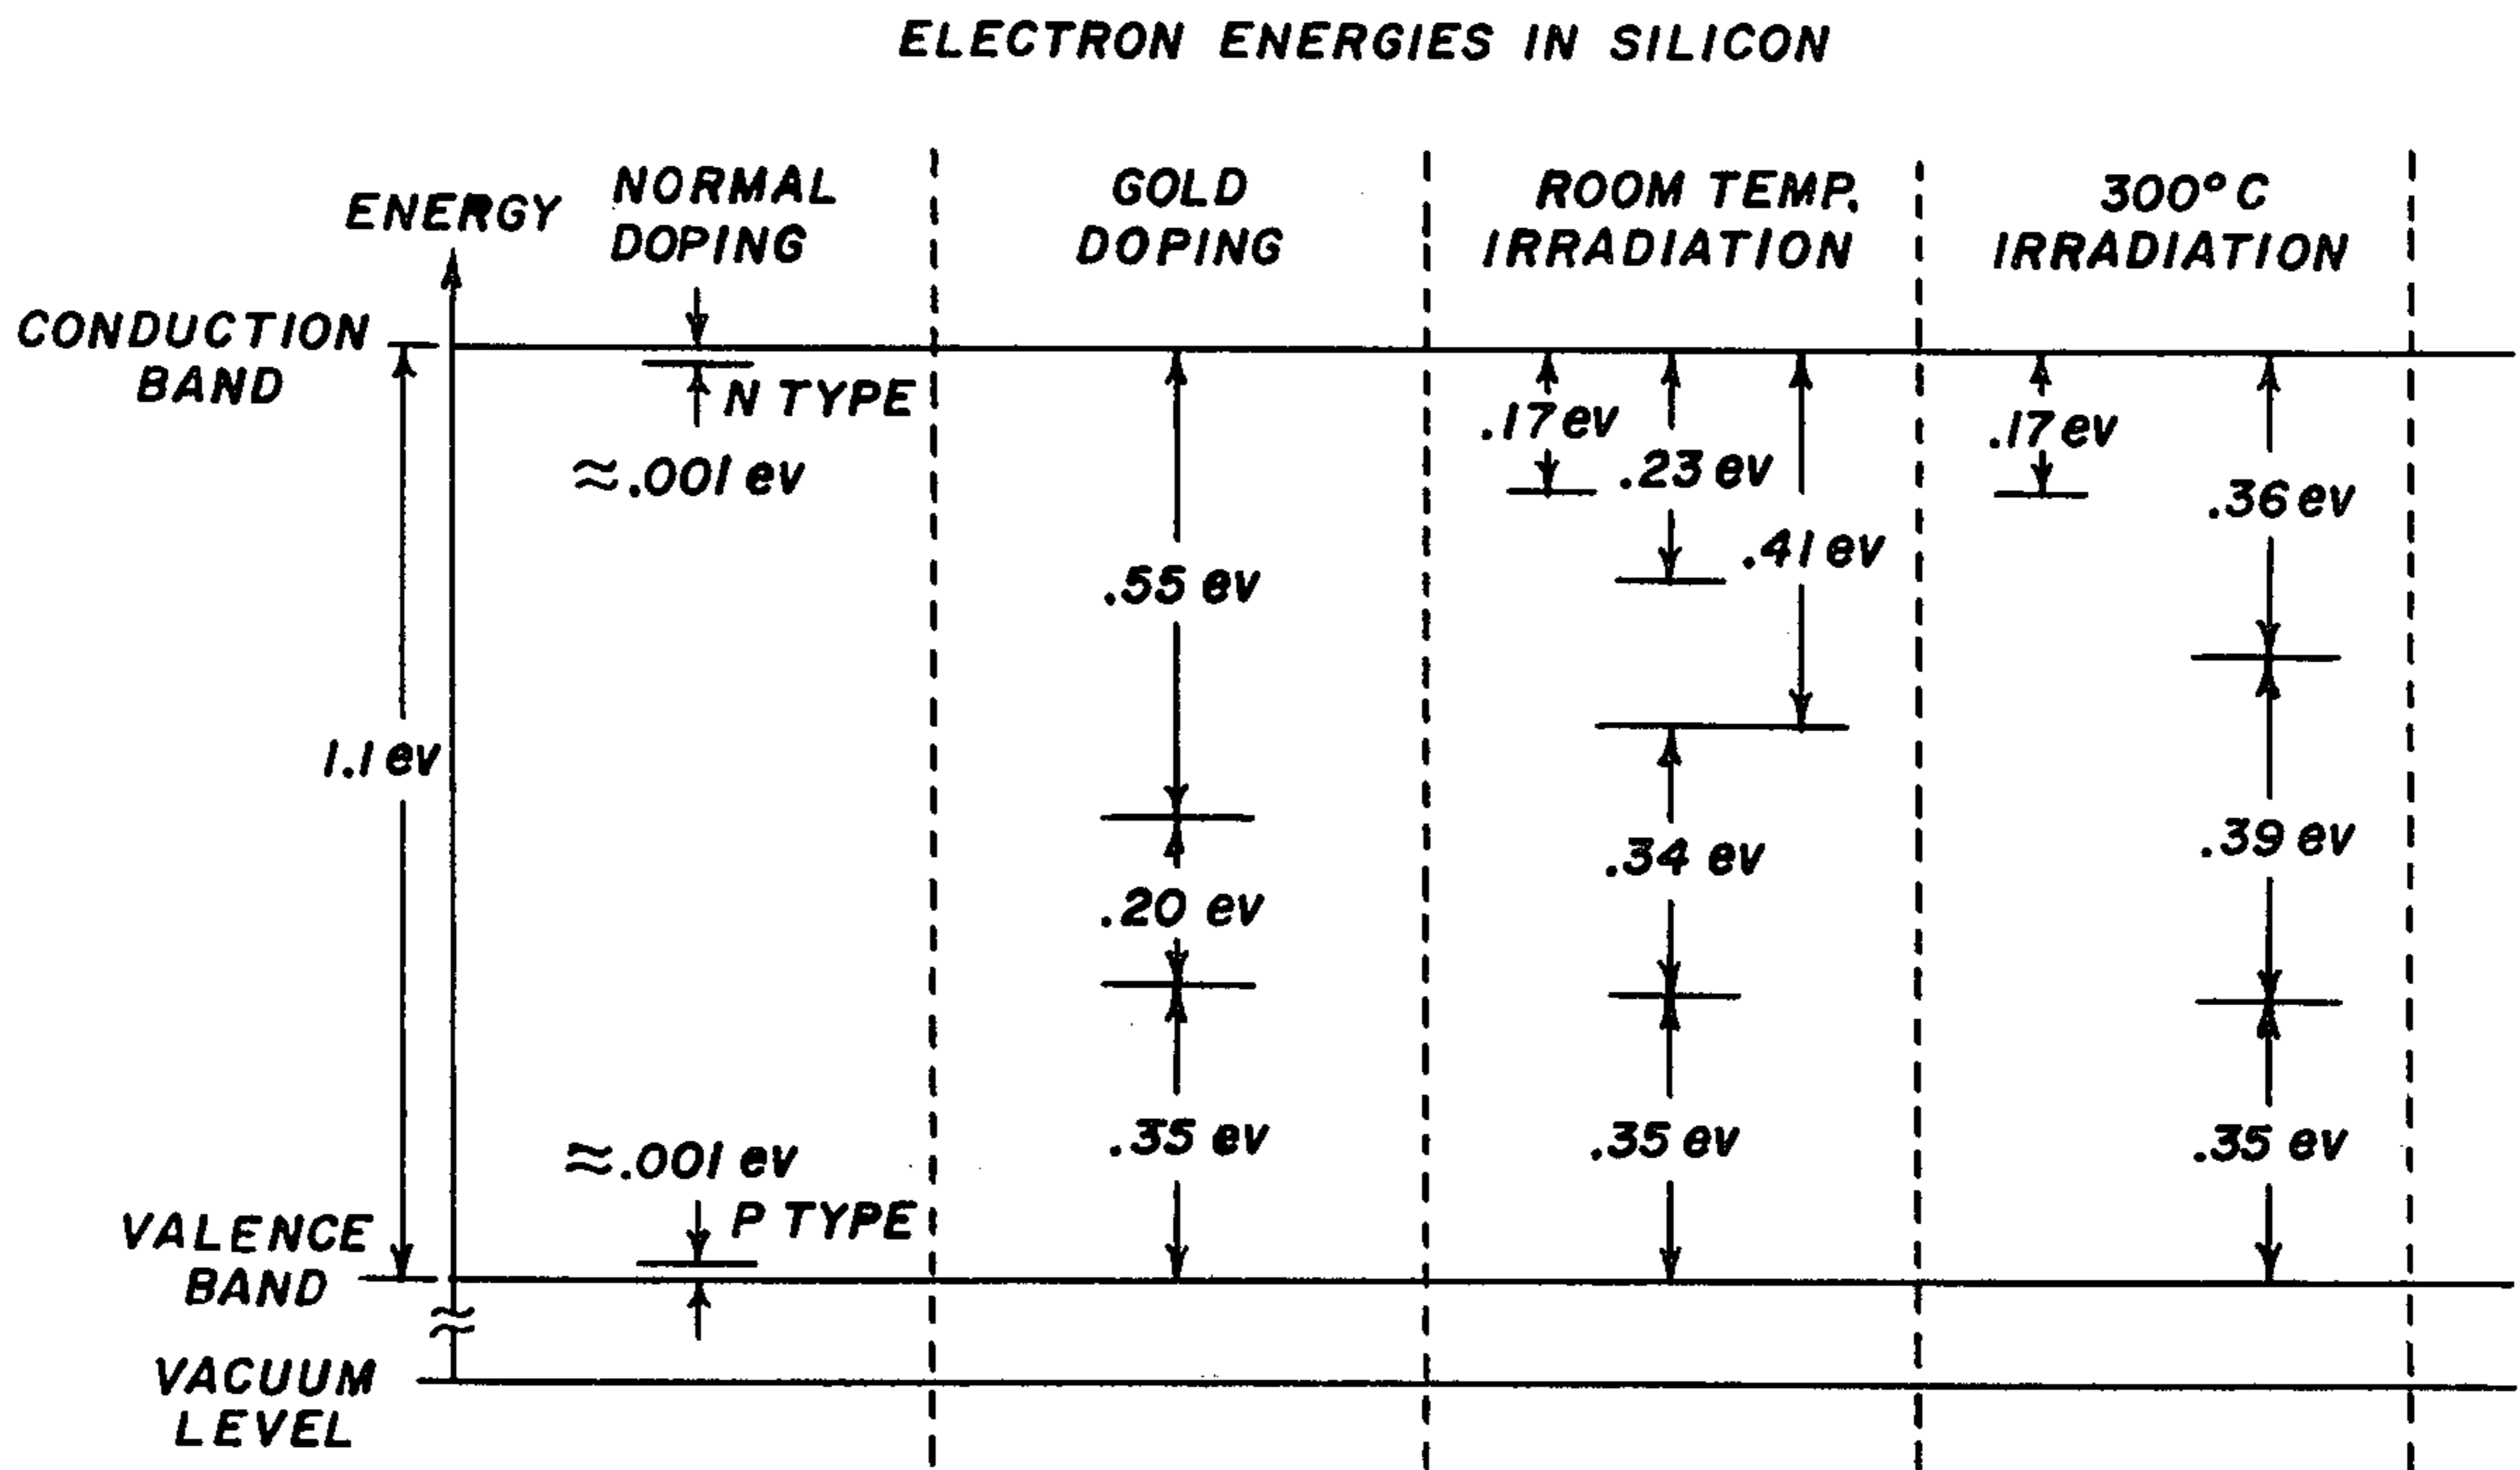 ELECTRON ENERGIES IN SILICON
ENERGY
NORMAL
DOPING
GOLD
DOPING
ROOM TEMP.
IRRADIATION
300°C
IRRADIATION
CONDUCTION
BAND
N TYPE
≈.001 ev
1.1 ev
≈.001 ev
P TYPE
VALENCE
BAND
VACUUM
LEVEL
.55 ev
.20 ev
.35 ev
.17 ev
.23 ev
.41 ev
.34 ev
.35 ev
.17 ev
.36 ev
.39 ev
.35 ev